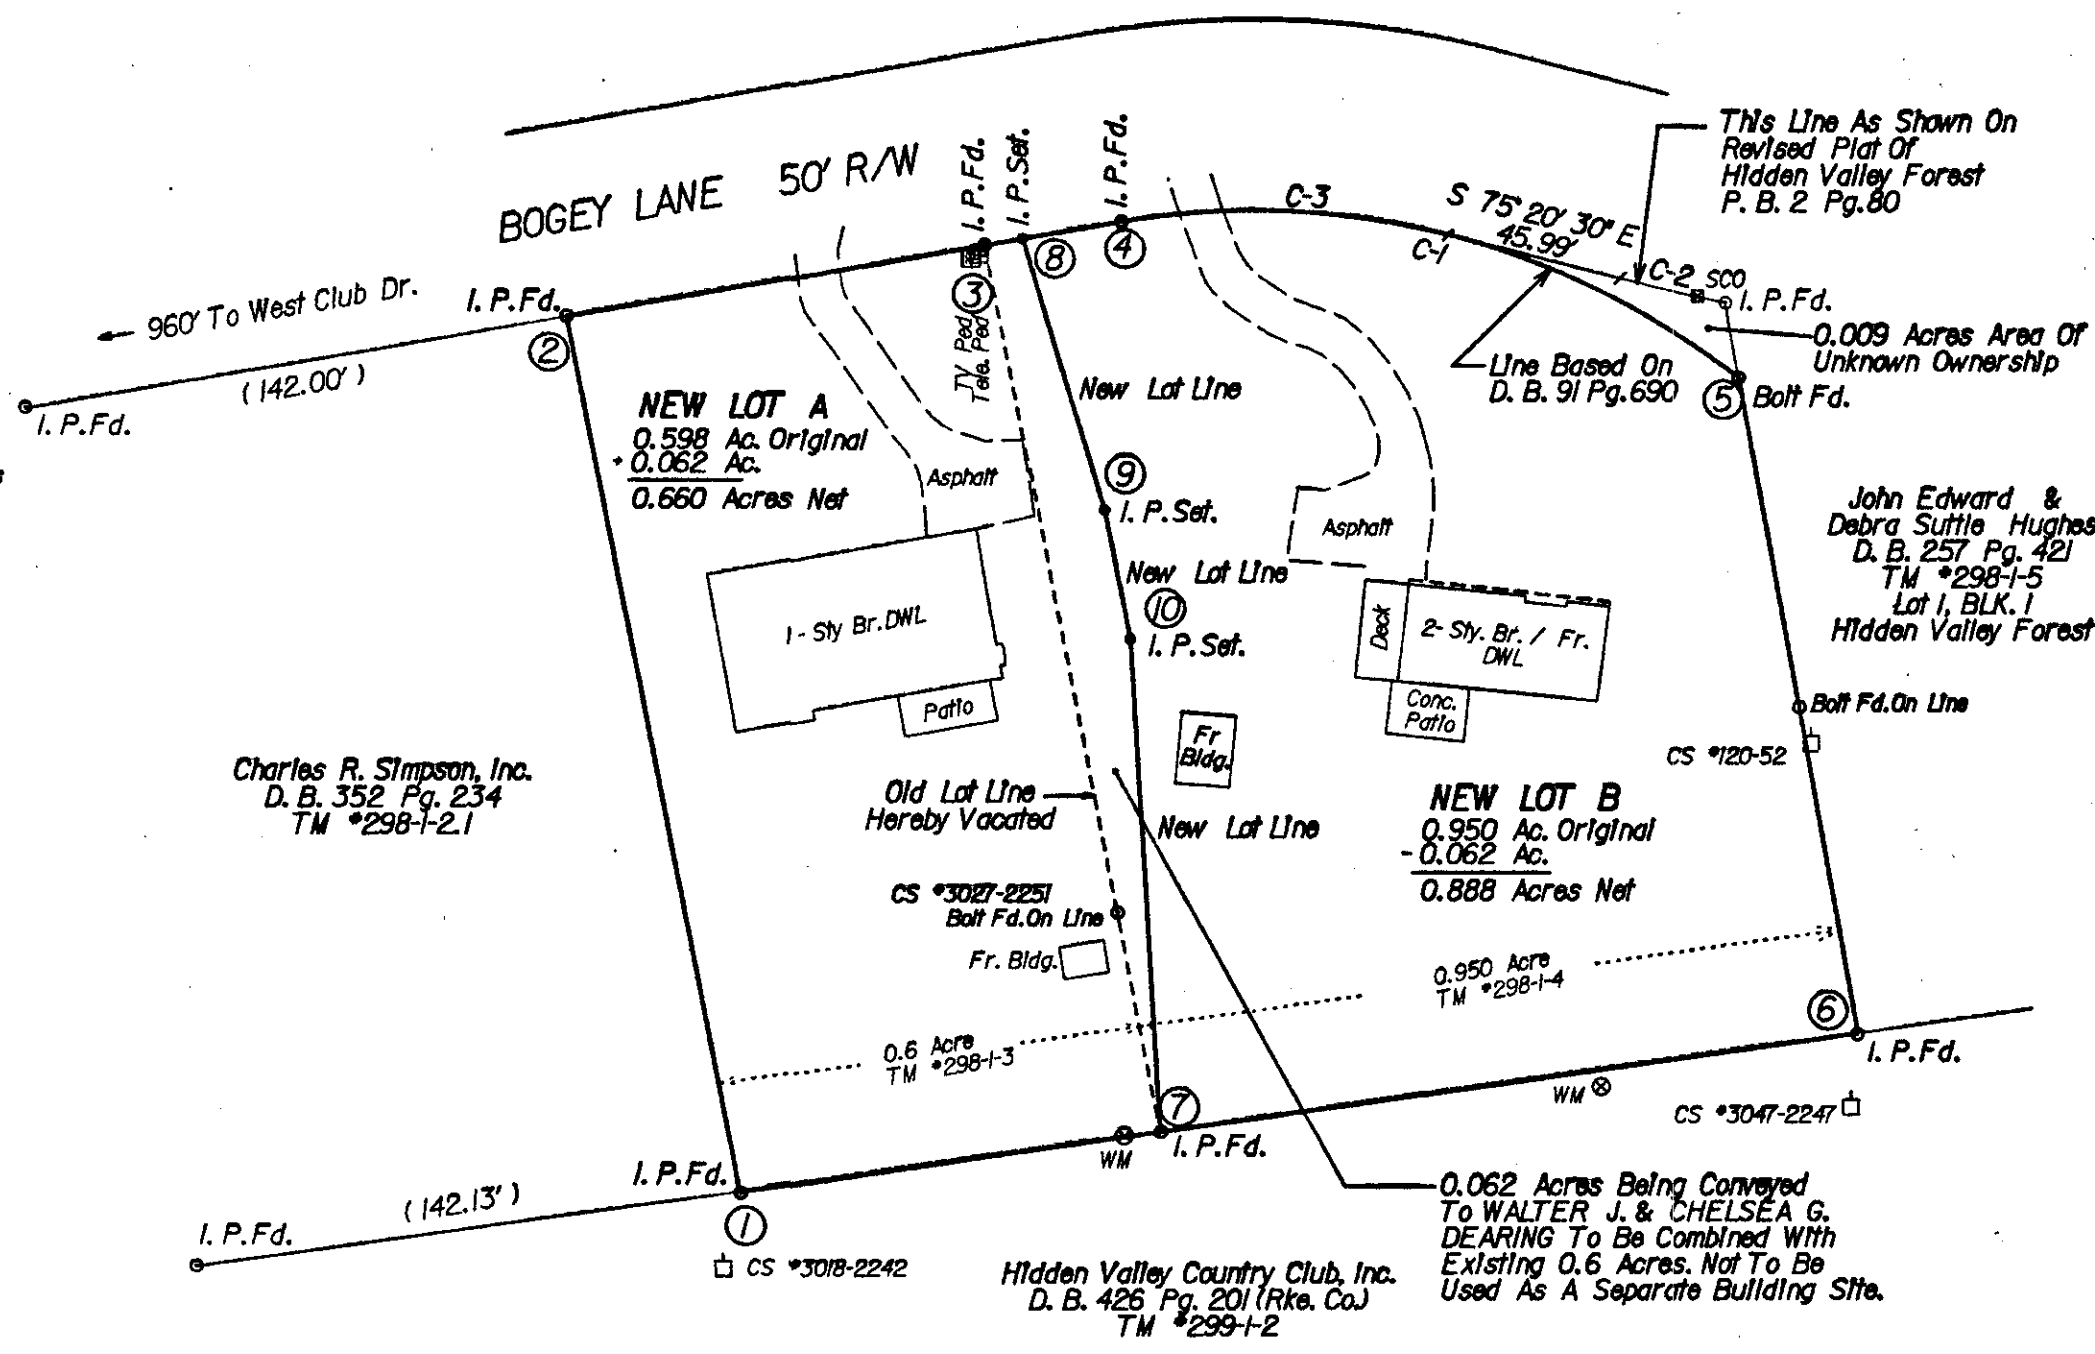 This Line As Shown On
Revised Plat Of
Hidden Valley Forest
P. B. 2 Pg. 80
BOGEY LANE 50' R/W
I. P. Fd.
I. P. Set.
I. P. Fd.
C-3
S 75° 20' 30" E
45.99'
C-1
C-2
SCO
I. P. Fd.
8
4
3
TV Ped
Tele. Ped
960' To West Club Dr.
I. P. Fd.
2
(142.00')
I. P. Fd.
0.009 Acres Area Of
Unknown Ownership
Line Based On
D. B. 91 Pg. 690
5
Bolt Fd.
NEW LOT A
0.598 Ac. Original
+ 0.062 Ac.
0.660 Acres Net
New Lot Line
9
I. P. Set.
Asphalt
Asphalt
John Edward &
Debra Suttle Hughes
D. B. 257 Pg. 421
TM #298-1-5
Lot 1, BLK. 1
Hidden Valley Forest
New Lot Line
10
I. P. Set.
1- Sty Br. DWL
Patio
Deck
2- Sty. Br. / Fr.
DWL
Conc.
Patio
Fr
Bldg.
Bolt Fd. On Line
CS #120-52
Charles R. Simpson, Inc.
D. B. 352 Pg. 234
TM #298-1-2.1
Old Lot Line
Hereby Vacated
New Lot Line
NEW LOT B
0.950 Ac. Original
- 0.062 Ac.
0.888 Acres Net
CS #3027-2251
Bolt Fd. On Line
Fr. Bldg.
0.950 Acre
TM #298-1-4
0.6 Acre
TM #298-1-3
6
I. P. Fd.
7
I. P. Fd.
WM
WM
CS #3047-2247
I. P. Fd.
1
(142.13')
I. P. Fd.
CS #3018-2242
0.062 Acres Being Conveyed
To WALTER J. & CHELSEA G.
DEARING To Be Combined With
Existing 0.6 Acres. Not To Be
Used As A Separate Building Site.
Hidden Valley Country Club, Inc.
D. B. 426 Pg. 201 (Rke. Co.)
TM #299-1-2